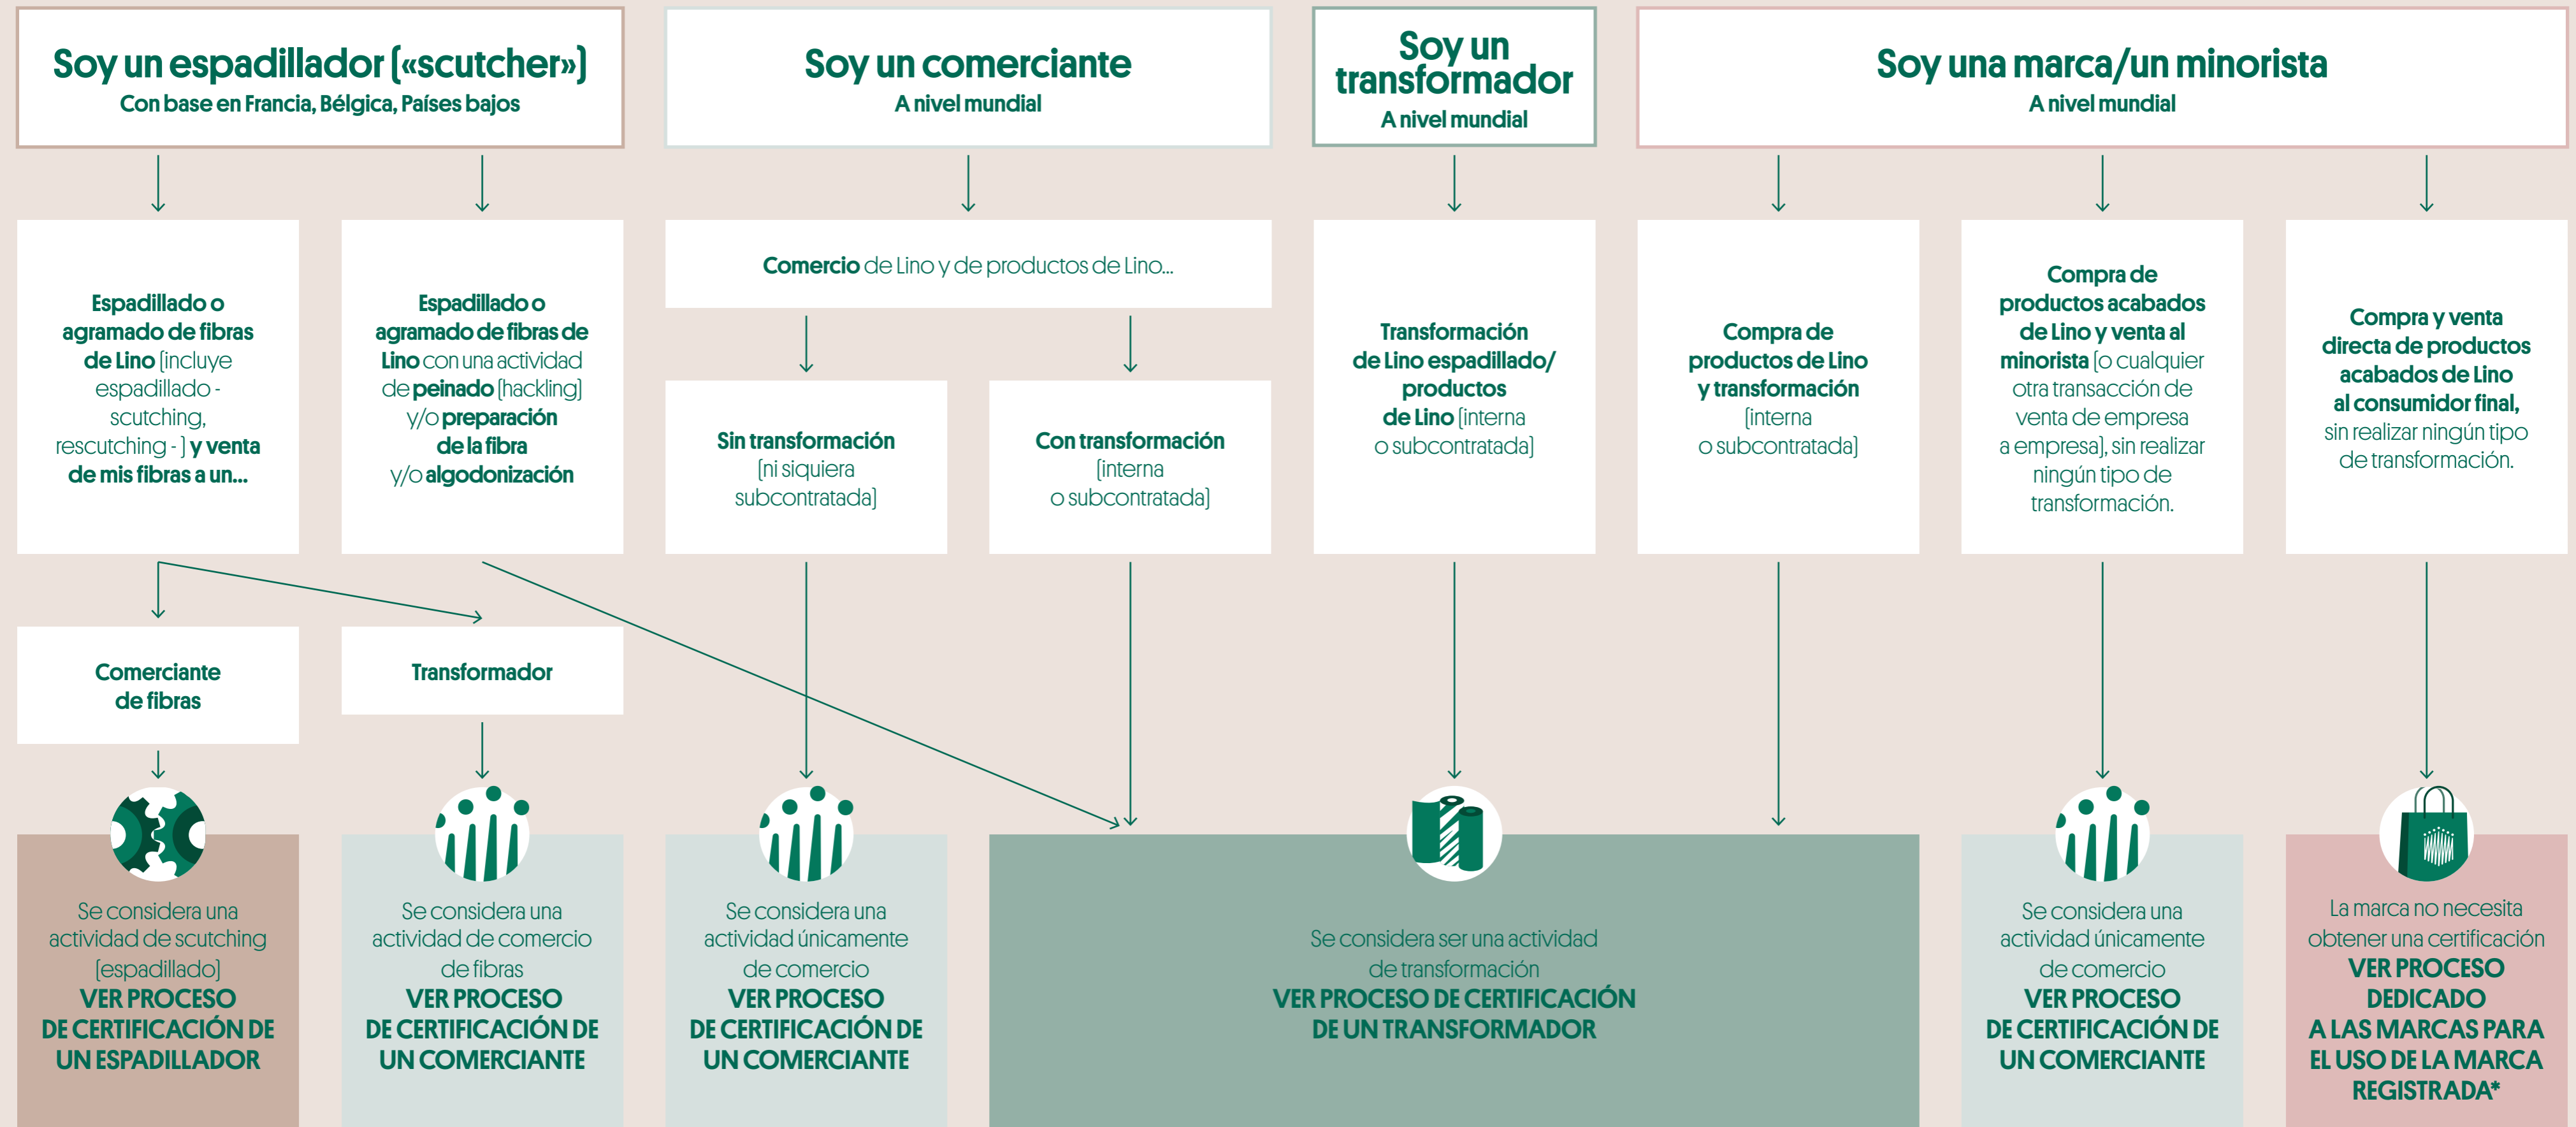 Soy un espadillador («scutcher»)
Con base en Francia, Bélgica, Países bajos
Soy un comerciante
A nivel mundial
Soy un
transformador
A nivel mundial
Soy una marca/un minorista
A nivel mundial
Espadillado o
agramado de fibras
de Lino (incluye
espadillado -
scutching,
rescutching - ) y venta
de mis fibras a un...
Espadillado o
agramado de fibras de
Lino con una actividad
de peinado (hackling)
y/o preparación
de la fibra
y/o algodonización
Comercio de Lino y de productos de Lino...
Sin transformación
(ni siquiera
subcontratada)
Con transformación
(interna
o subcontratada)
Transformación
de Lino espadillado/
productos
de Lino (interna
o subcontratada)
Compra de
productos de Lino
y transformación
(interna
o subcontratada)
Compra de
productos acabados
de Lino y venta al
minorista (o cualquier
otra transacción de
venta de empresa
a empresa), sin realizar
ningún tipo de
transformación.
Compra y venta
directa de productos
acabados de Lino
al consumidor final,
sin realizar ningún tipo
de transformación.
Comerciante
de fibras
Transformador
Se considera una
actividad de scutching
(espadillado)
VER PROCESO
DE CERTIFICACIÓN DE
UN ESPADILLADOR
Se considera una
actividad de comercio
de fibras
VER PROCESO
DE CERTIFICACIÓN DE
UN COMERCIANTE
Se considera una
actividad únicamente
de comercio
VER PROCESO
DE CERTIFICACIÓN DE
UN COMERCIANTE
Se considera ser una actividad
de transformación
VER PROCESO DE CERTIFICACIÓN
DE UN TRANSFORMADOR
Se considera una
actividad únicamente
de comercio
VER PROCESO
DE CERTIFICACIÓN DE
UN COMERCIANTE
La marca no necesita
obtener una certificación
VER PROCESO
DEDICADO
A LAS MARCAS PARA
EL USO DE LA MARCA
REGISTRADA*